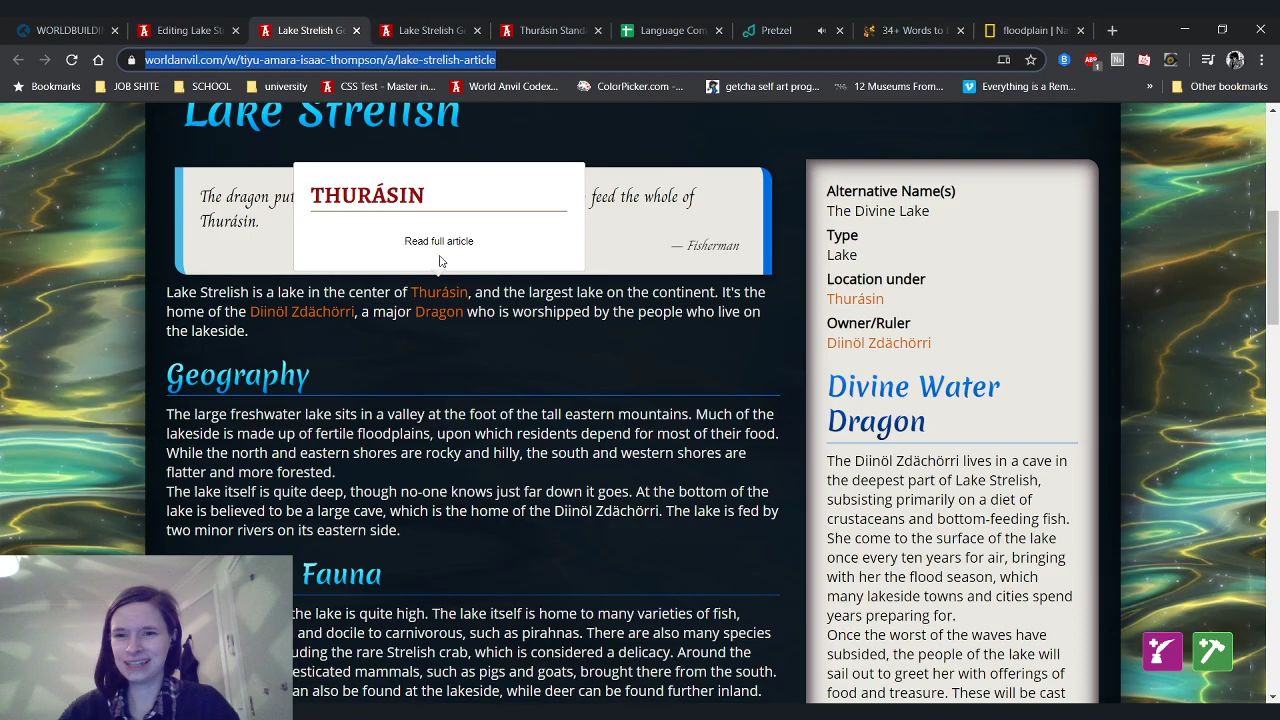 WORLDBUILDI
Editing Lake St
Lake Strelish Ge
Lake Strelish Ge
Thurásin Stand
Language Com
Pretzel
34+ Words to
floodplain | Na
worldanvil.com/w/tiyu-amara-isaac-thompson/a/lake-strelish-article
Bookmarks
JOB SHITE
SCHOOL
university
CSS Test - Master in...
World Anvil Codex...
ColorPicker.com -...
getcha self art prog...
12 Museums From...
Everything is a Rem...
»
Other bookmarks
Lake Strelish
The dragon put
feed the whole of
Thurásin.
— Fisherman
THURÁSIN
Read full article
Lake Strelish is a lake in the center of Thurásin, and the largest lake on the continent. It's the
home of the Diinöl Zdächörri, a major Dragon who is worshipped by the people who live on
the lakeside.
Geography
The large freshwater lake sits in a valley at the foot of the tall eastern mountains. Much of the
lakeside is made up of fertile floodplains, upon which residents depend for most of their food.
While the north and eastern shores are rocky and hilly, the south and western shores are
flatter and more forested.
The lake itself is quite deep, though no-one knows just far down it goes. At the bottom of the
lake is believed to be a large cave, which is the home of the Diinöl Zdächörri. The lake is fed by
two minor rivers on its eastern side.
Fauna
the lake is quite high. The lake itself is home to many varieties of fish,
and docile to carnivorous, such as pirahnas. There are also many species
uding the rare Strelish crab, which is considered a delicacy. Around the
esticated mammals, such as pigs and goats, brought there from the south.
an also be found at the lakeside, while deer can be found further inland.
Alternative Name(s)
The Divine Lake
Type
Lake
Location under
Thurásin
Owner/Ruler
Diinöl Zdächörri
Divine Water
Dragon
The Diinöl Zdächörri lives in a cave in
the deepest part of Lake Strelish,
subsisting primarily on a diet of
crustaceans and bottom-feeding fish.
She come to the surface of the lake
once every ten years for air, bringing
with her the flood season, which
many lakeside towns and cities spend
years preparing for.
Once the worst of the waves have
subsided, the people of the lake will
sail out to greet her with offerings of
food and treasure. These will be cast